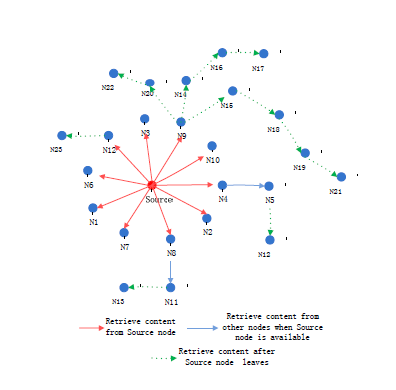 N16
N17
N22
N20
N14
N15
N3
N9
N18
N23
N12
N10
N19
N6
N21
Source
N4
N5
N1
N2
N7
N8
N12
N13
N11
Retrieve content
from Source node
Retrieve content from
other nodes when Source
node is available
Retrieve content after
Source node leaves